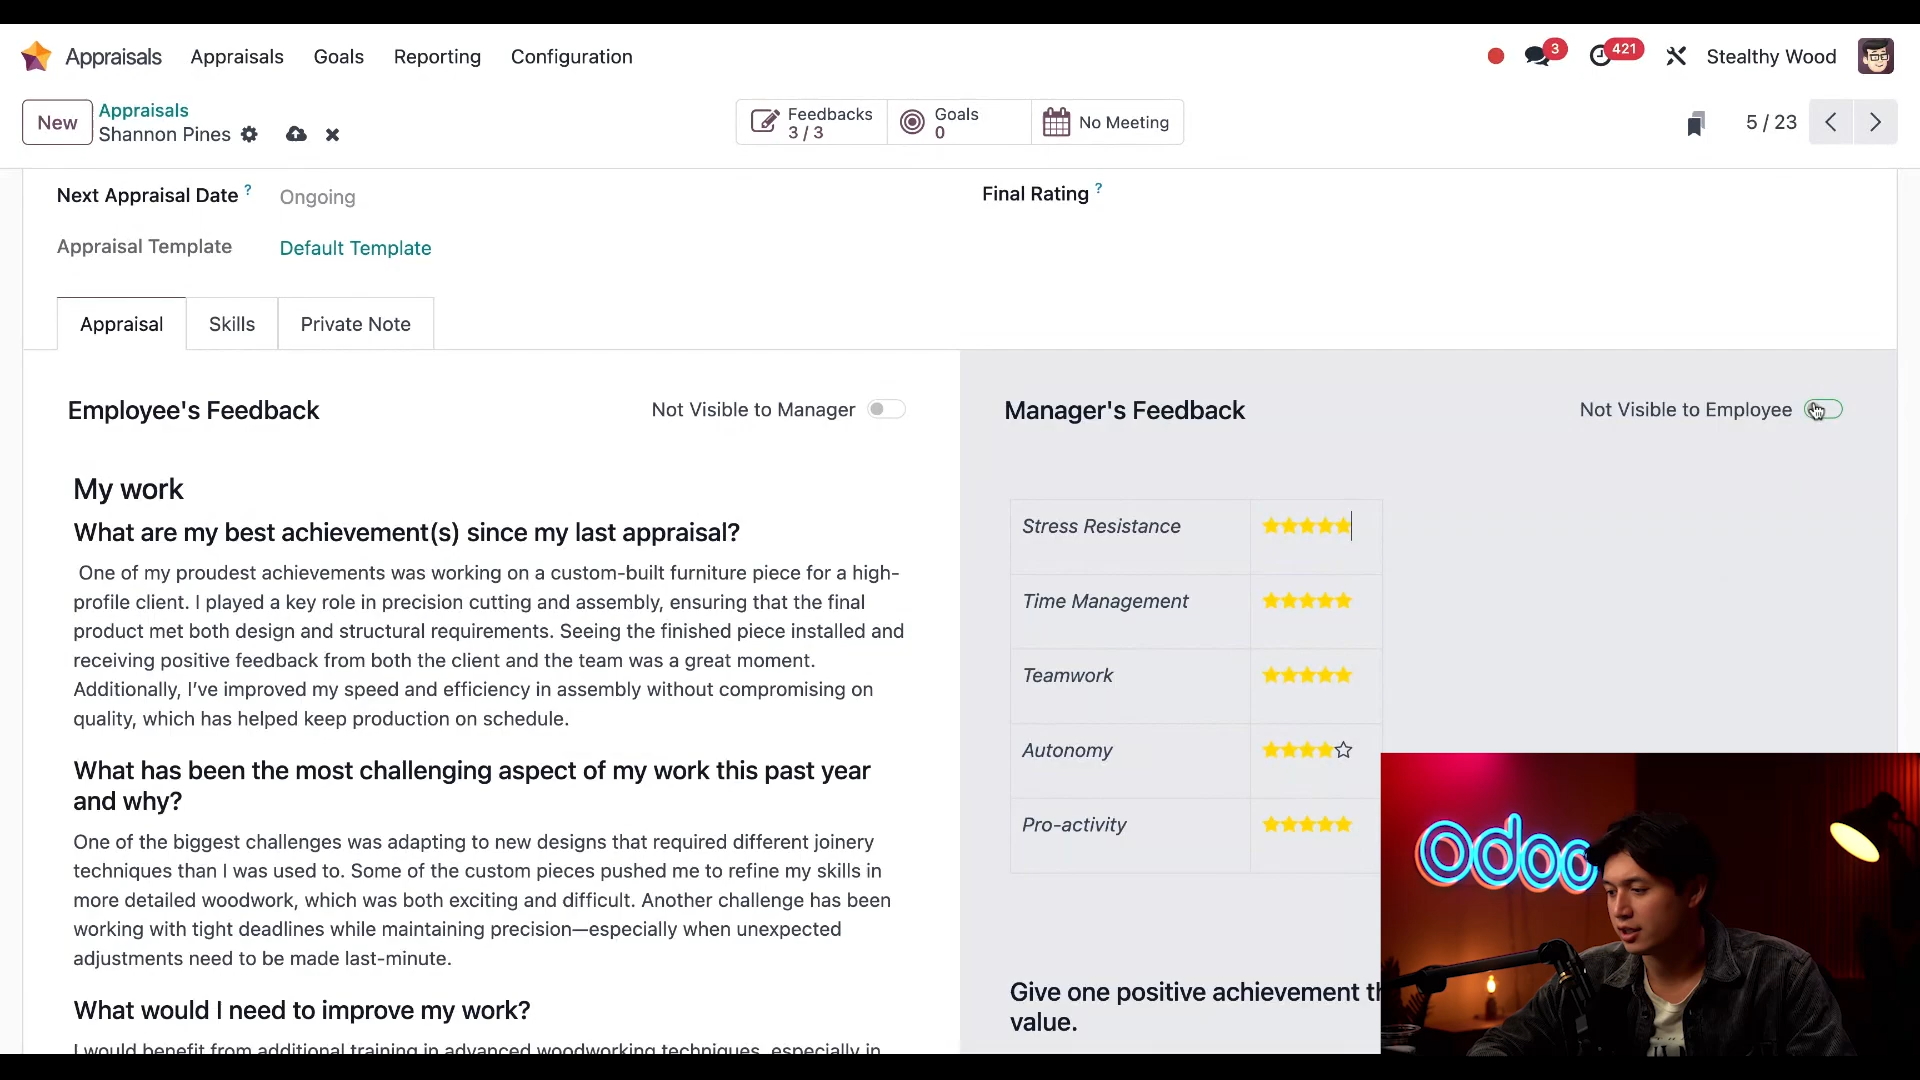 Appraisals
Appraisals
Goals
Reporting
Configuration
3
421
Stealthy Wood
New
Appraisals
Shannon Pines
Feedbacks
3 / 3
Goals
0
No Meeting
5 / 23
Next Appraisal Date ?
Ongoing
Final Rating ?
Appraisal Template
Default Template
Appraisal
Skills
Private Note
Employee's Feedback
Not Visible to Manager
My work
What are my best achievement(s) since my last appraisal?
One of my proudest achievements was working on a custom-built furniture piece for a high-
profile client. I played a key role in precision cutting and assembly, ensuring that the final
product met both design and structural requirements. Seeing the finished piece installed and
receiving positive feedback from both the client and the team was a great moment.
Additionally, I've improved my speed and efficiency in assembly without compromising on
quality, which has helped keep production on schedule.
What has been the most challenging aspect of my work this past year
and why?
One of the biggest challenges was adapting to new designs that required different joinery
techniques than I was used to. Some of the custom pieces pushed me to refine my skills in
more detailed woodwork, which was both exciting and difficult. Another challenge has been
working with tight deadlines while maintaining precision—especially when unexpected
adjustments need to be made last-minute.
What would I need to improve my work?
I would benefit from additional training in advanced woodworking techniques, especially in
Manager's Feedback
Not Visible to Employee
Stress Resistance
Time Management
Teamwork
Autonomy
Pro-activity
Give one positive achievement
value.
odoo